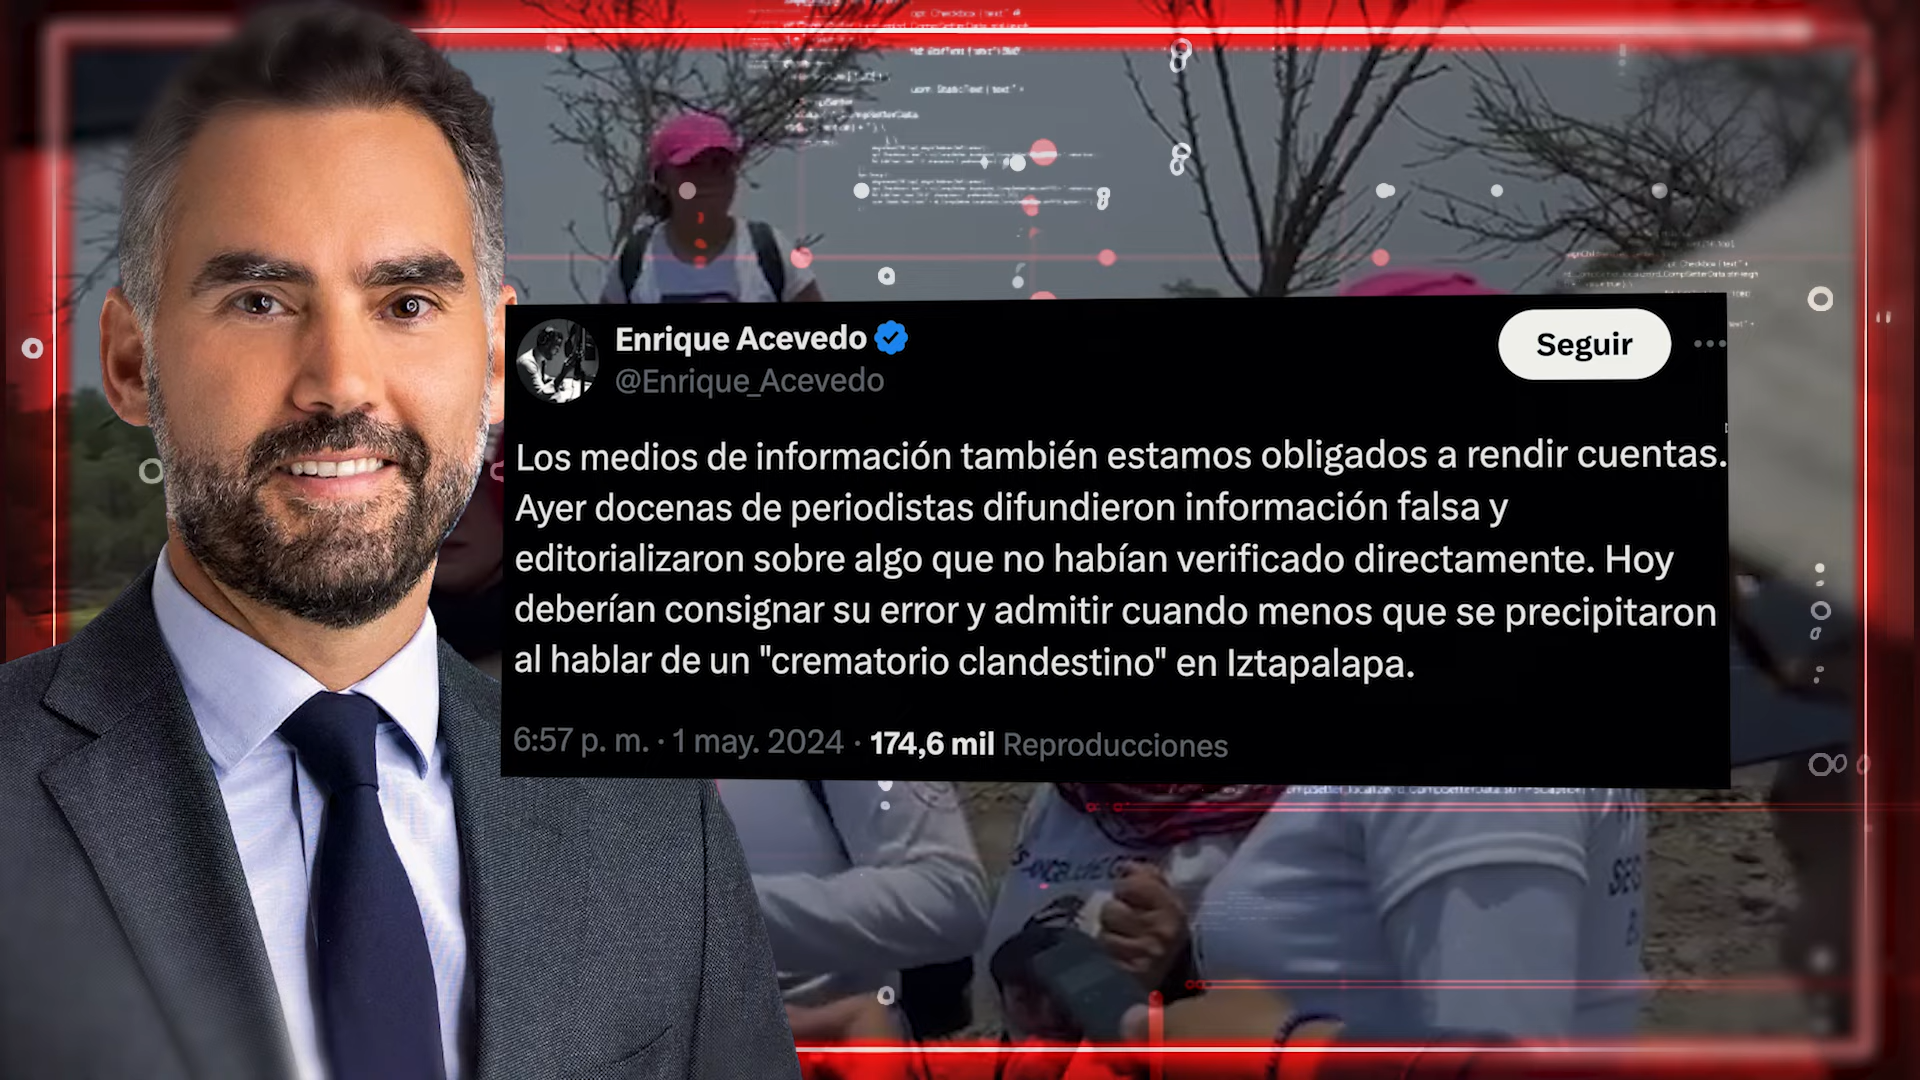 Enrique Acevedo
@Enrique_Acevedo
Seguir
Los medios de información también estamos obligados a rendir cuentas.
Ayer docenas de periodistas difundieron información falsa y
editorializaron sobre algo que no habían verificado directamente. Hoy
deberían consignar su error y admitir cuando menos que se precipitaron
al hablar de un "crematorio clandestino" en Iztapalapa.
6:57 p. m. · 1 may. 2024 · 174,6 mil Reproducciones